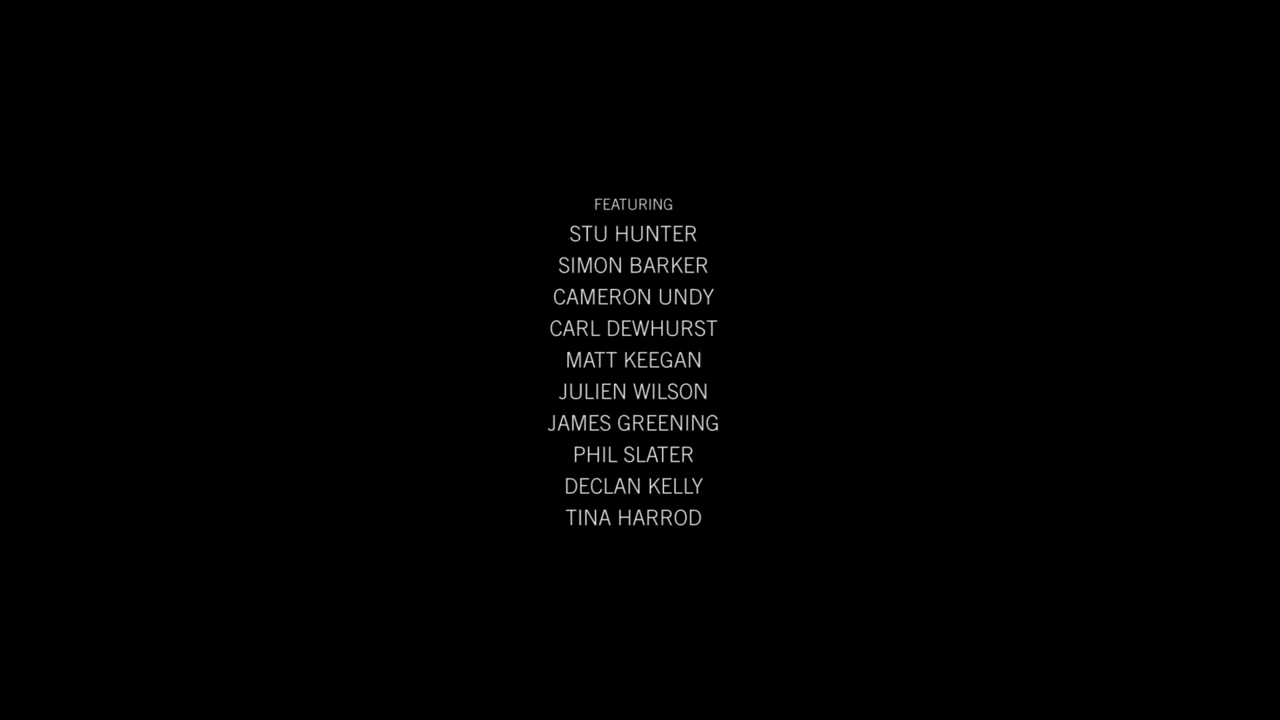 FEATURING
STU HUNTER
SIMON BARKER
CAMERON UNDY
CARL DEWHURST
MATT KEEGAN
JULIEN WILSON
JAMES GREENING
PHIL SLATER
DECLAN KELLY
TINA HARROD